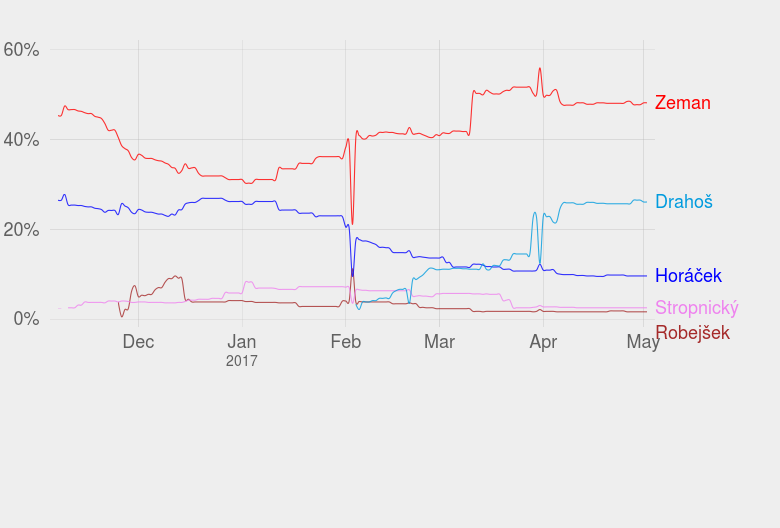 60%
Zeman
40%
Drahoš
20%
Horáček
Stropnický
0%
Robejšek
Dec Jan Feb Mar Apr May
2017